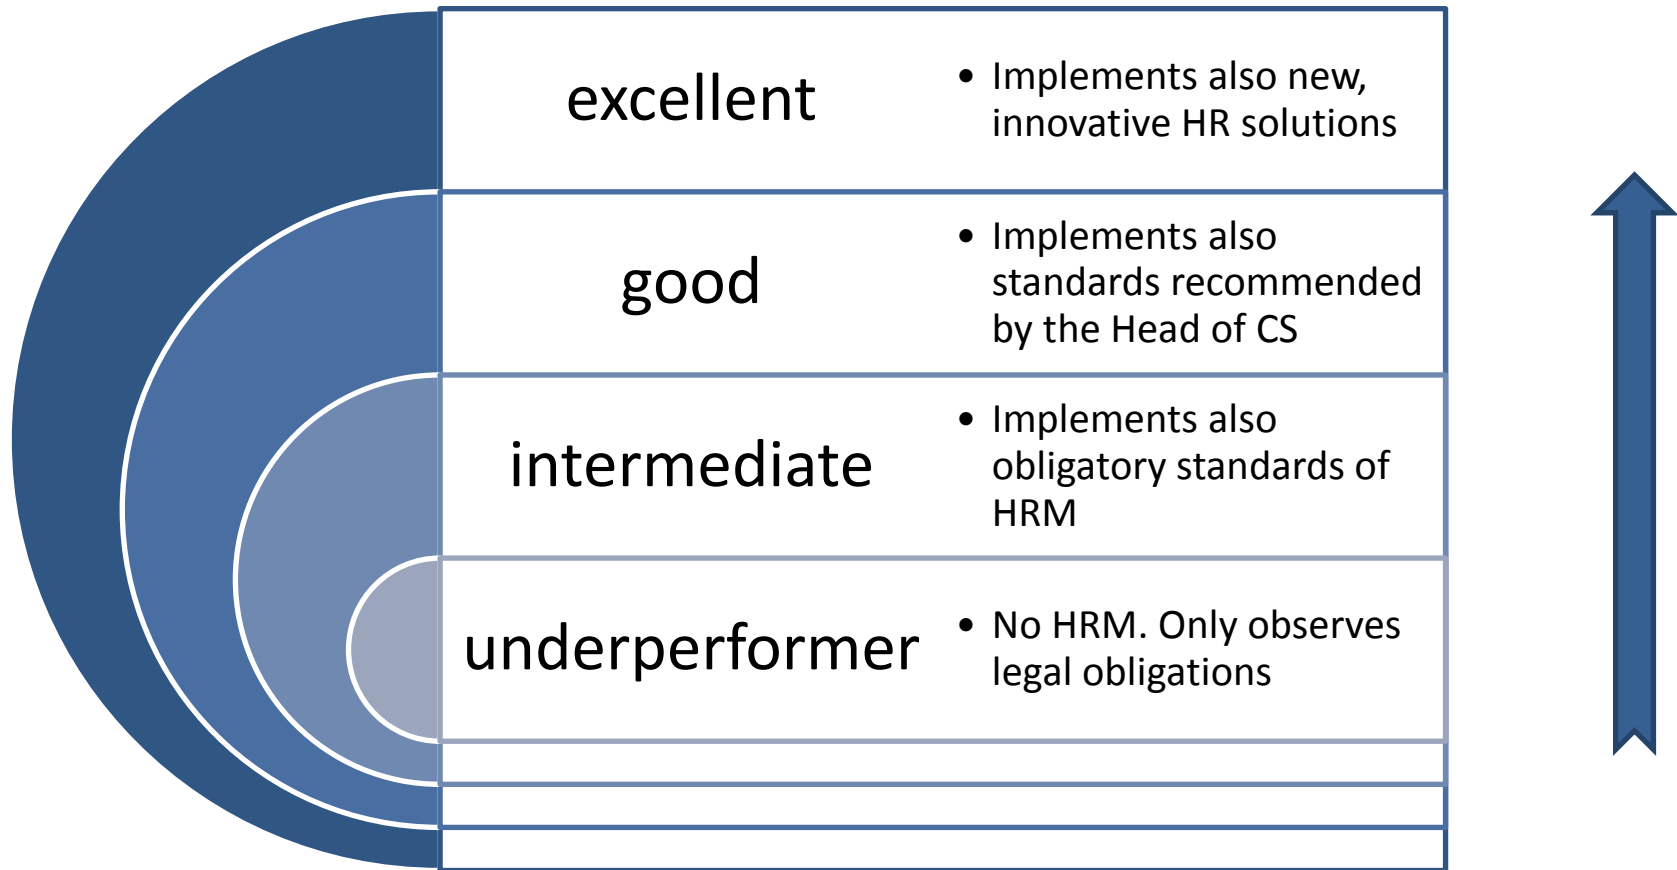 excellent
• Implements also new,
innovative HR solutions
good
• Implements also
standards recommended
by the Head of CS
intermediate
• Implements also
obligatory standards of
HRM
underperformer
• No HRM. Only observes
legal obligations